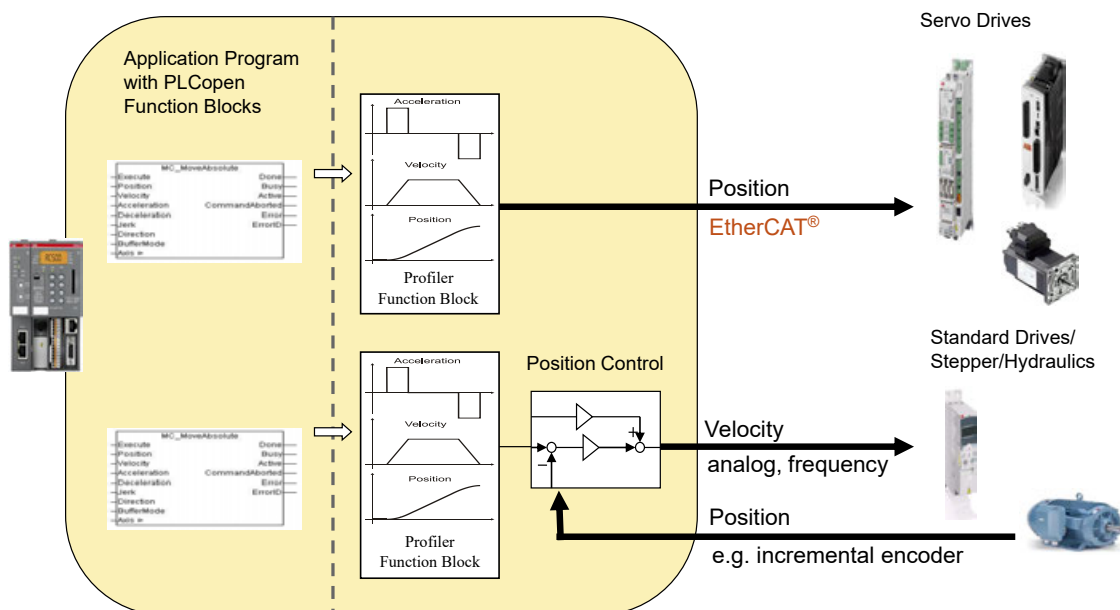 Servo Drives
Application Program
with PLCopen
Function Blocks
Acceleration
Velocity
Position
Profiler
Function Block
MC_MoveAbsolute
Execute Done
Position Busy
Velocity Active
Acceleration CommandAborted
Deceleration Error
Jerk ErrorID
Direction
BufferMode
Axis
Position
EtherCAT®
Standard Drives/
Stepper/Hydraulics
Acceleration
Velocity
Position
Profiler
Function Block
Position Control
+
−
MC_MoveAbsolute
Execute Done
Position Busy
Velocity Active
Acceleration CommandAborted
Deceleration Error
Jerk ErrorID
Direction
BufferMode
Axis
Velocity
analog, frequency
Position
e.g. incremental encoder